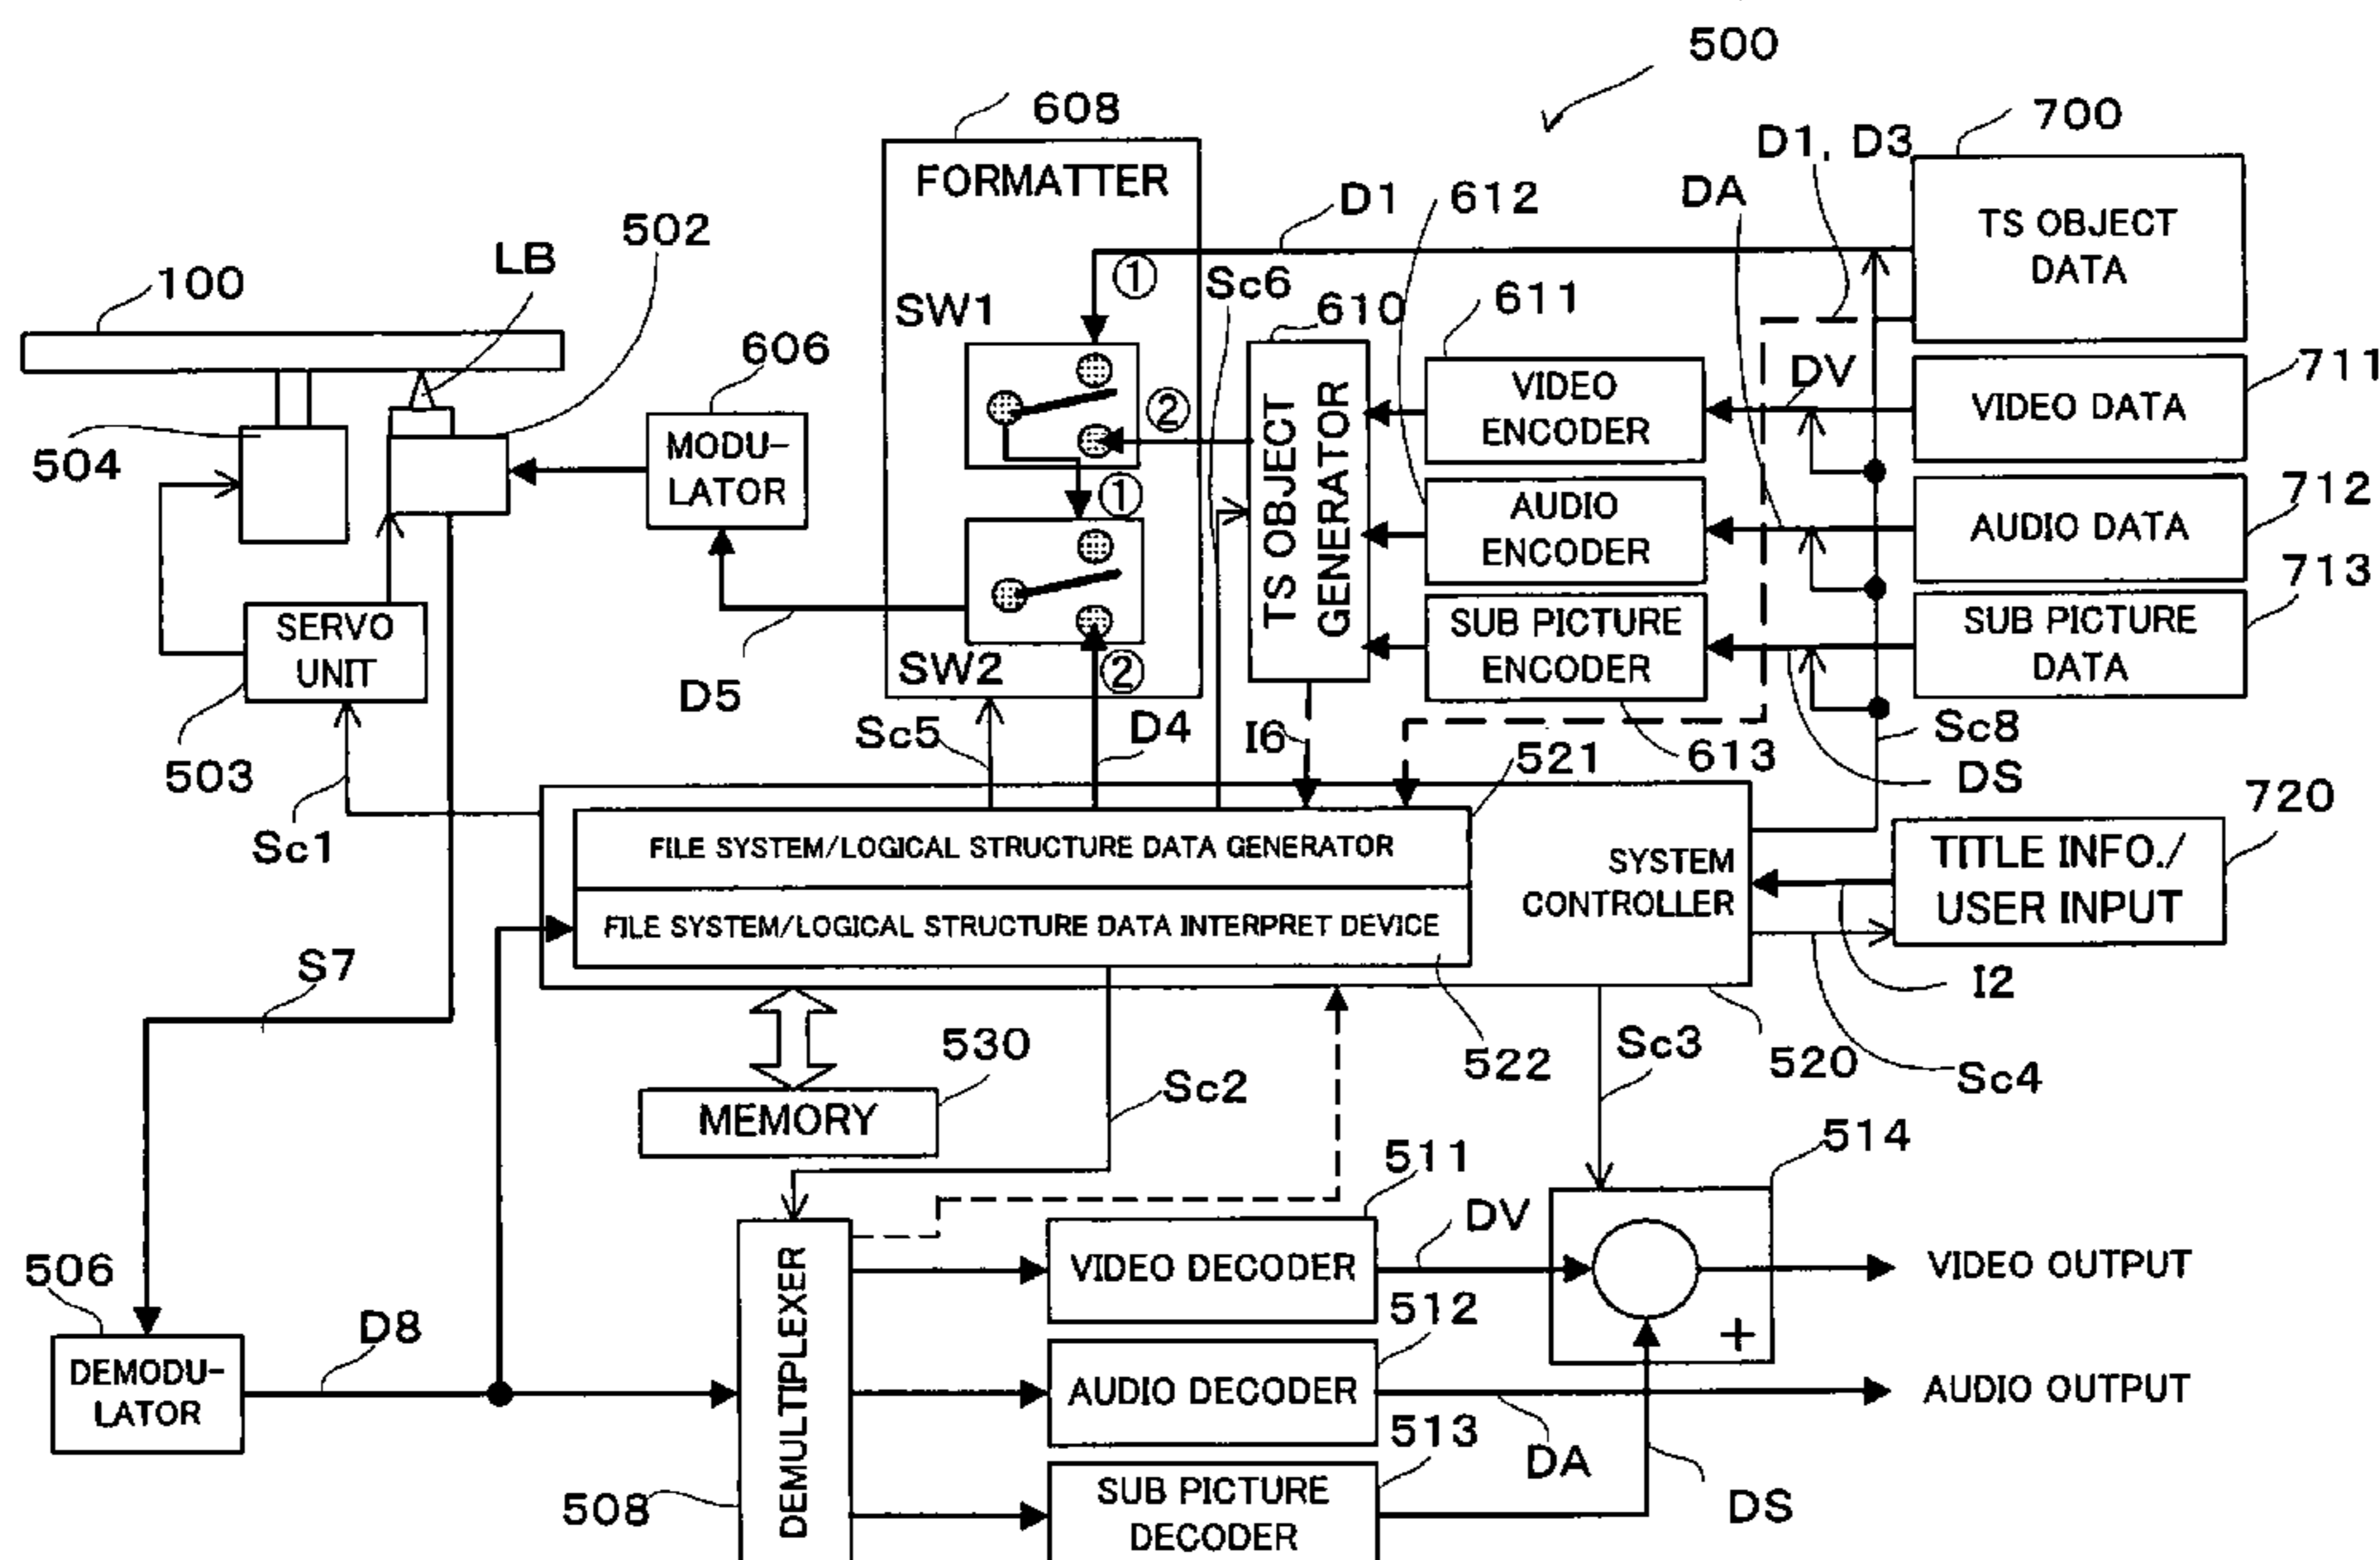 500
608
FORMATTER
D1, D3
700
TS OBJECT
DATA
100
LB
502
D1
612
DA
SW1
①
Sc6
610
611
606
MODU-
LATOR
②
TS OBJECT
GENERATOR
VIDEO
ENCODER
DV
VIDEO DATA
711
504
①
AUDIO
ENCODER
AUDIO DATA
712
SERVO
UNIT
503
D5
SW2
②
SUB PICTURE
ENCODER
SUB PICTURE
DATA
713
Sc1
Sc5
D4
I6
521
613
Sc8
DS
720
FILE SYSTEM/LOGICAL STRUCTURE DATA GENERATOR
FILE SYSTEM/LOGICAL STRUCTURE DATA INTERPRET DEVICE
SYSTEM
CONTROLLER
TITLE INFO./
USER INPUT
S7
I2
530
MEMORY
Sc2
522
Sc3
520
Sc4
506
DEMODU-
LATOR
D8
508
DEMULTIPLEXER
511
VIDEO DECODER
DV
514
+
VIDEO OUTPUT
512
AUDIO DECODER
DA
AUDIO OUTPUT
513
SUB PICTURE
DECODER
DS